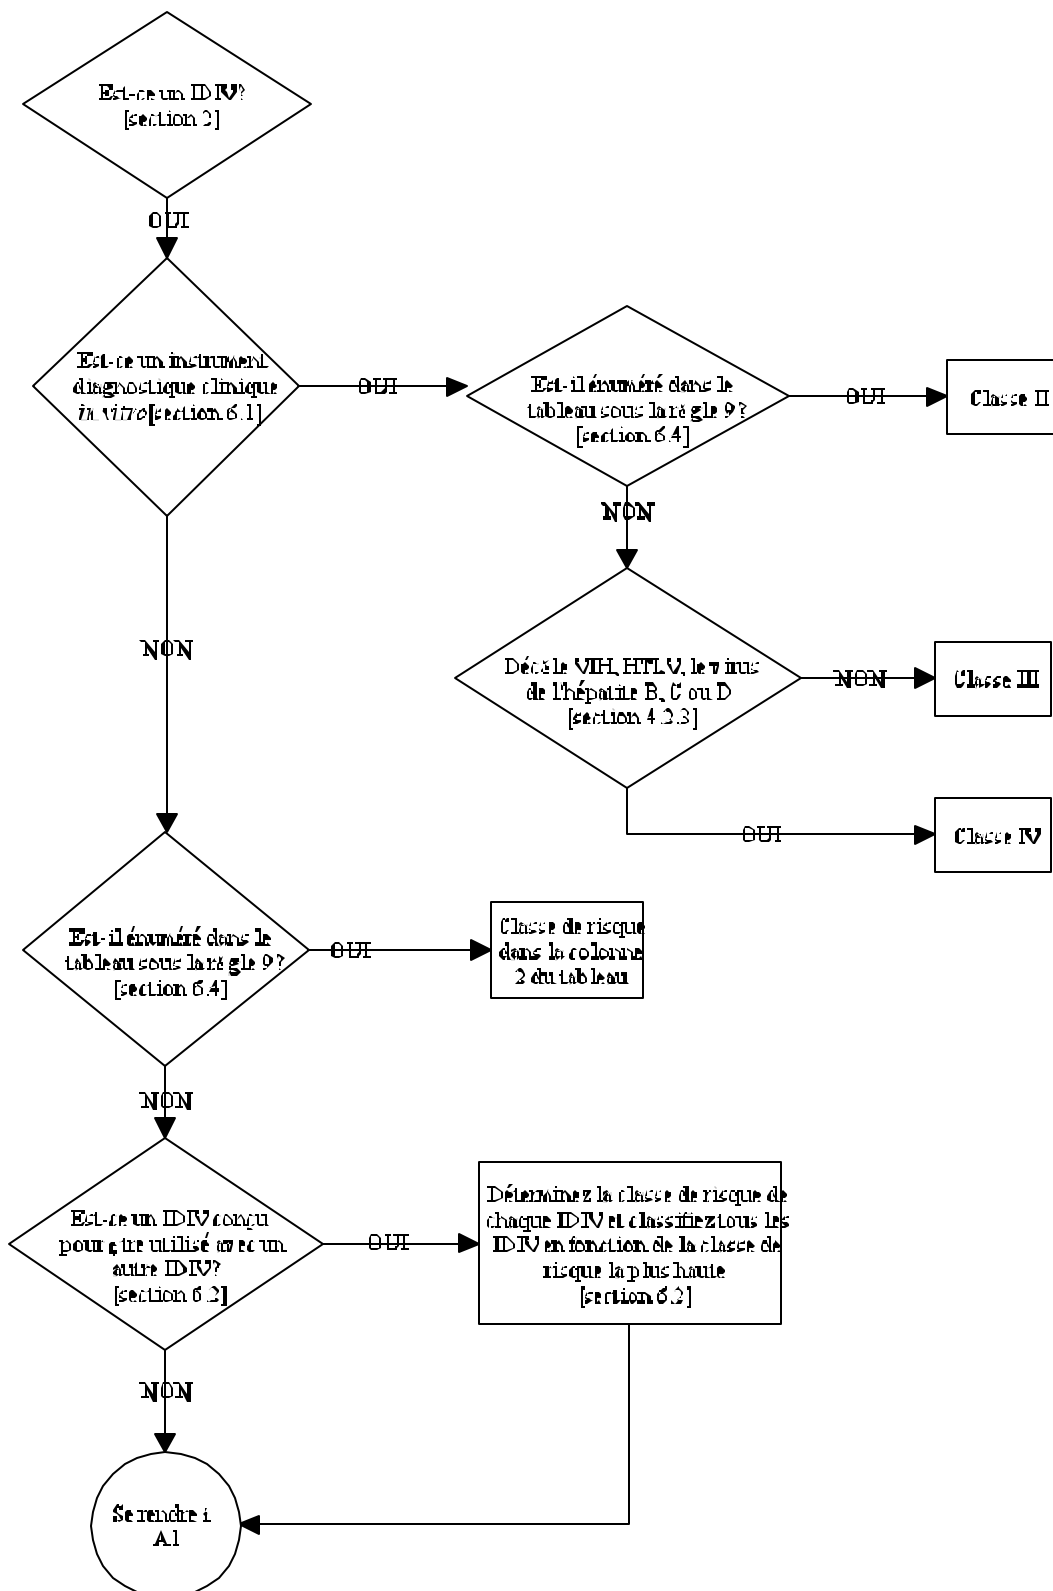 Est-ce un IDIV?
[section 2]
OUI
Est-ce un instrument
diagnostique clinique
in vitro [section 6.1]
OUI
Est-il énuméré dans le
tableau sous la règle 9?
[section 6.4]
OUI
Classe II
NON
Décèle VIH, HTLV, le virus
de l'hépatite B, C ou D
[section 4.2.3]
NON
Classe III
OUI
Classe IV
NON
Est-il énuméré dans le
tableau sous la règle 9?
[section 6.4]
OUI
Classe de risque
dans la colonne
2 du tableau
NON
Est-ce un IDIV conçu
pour être utilisé avec un
autre IDIV?
[section 6.2]
OUI
Déterminez la classe de risque de
chaque IDIV et classifiez tous les
IDIV en fonction de la classe de
risque la plus haute
[section 6.2]
NON
Se rendre à
A.1